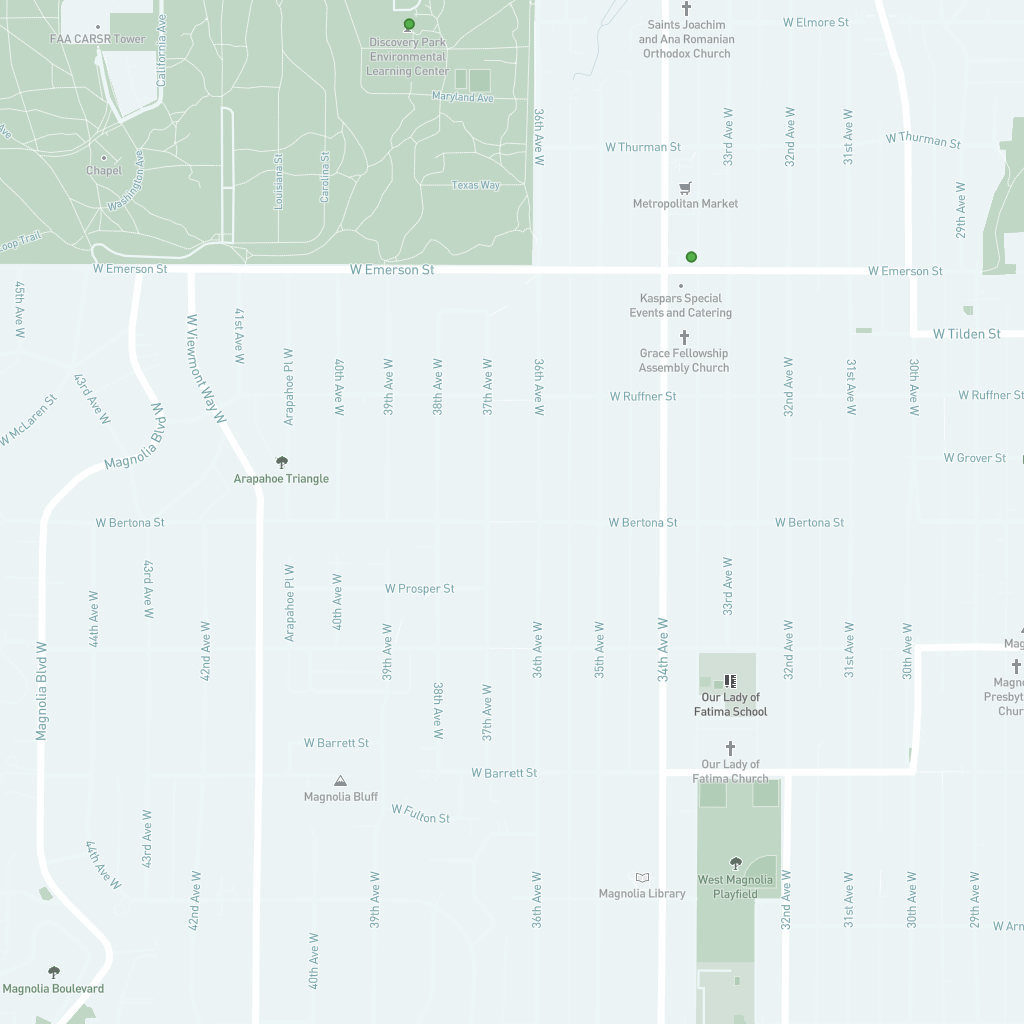 FAA CARSR Tower
California Ave
Discovery Park
Environmental
Learning Center
Maryland Ave
36th Ave W
Saints Joachim
and Ana Romanian
Orthodox Church
W Elmore St
W Thurman St
33rd Ave W
32nd Ave W
31st Ave W
W Thurman St
Ave
Chapel
Washington Ave
Louisiana St
Carolina St
Texas Way
Metropolitan Market
29th Ave W
Loop Trail
W Emerson St
W Emerson St
W Emerson St
45th Ave W
W Viewmont Way W
41st Ave W
Kaspars Special
Events and Catering
Grace Fellowship
Assembly Church
W Tilden St
43rd Ave W
Arapahoe Pl W
40th Ave W
39th Ave W
38th Ave W
37th Ave W
36th Ave W
W Ruffner St
32nd Ave W
31st Ave W
30th Ave W
W Ruffner St
W McLaren St
Magnolia Blvd W
Arapahoe Triangle
W Grover St
W Bertona St
W Bertona St
W Bertona St
44th Ave W
43rd Ave W
42nd Ave W
Arapahoe Pl W
40th Ave W
W Prosper St
33rd Ave W
39th Ave W
36th Ave W
35th Ave W
34th Ave W
32nd Ave W
31st Ave W
30th Ave W
Mag
Magno
Presbyt
Chur
Magnolia Blvd W
38th Ave W
37th Ave W
Our Lady of
Fatima School
W Barrett St
W Barrett St
Our Lady of
Fatima Church
Magnolia Bluff
W Fulton St
43rd Ave W
44th Ave W
42nd Ave W
39th Ave W
36th Ave W
Magnolia Library
West Magnolia
Playfield
32nd Ave W
31st Ave W
30th Ave W
29th Ave W
W Arm
40th Ave W
Magnolia Boulevard